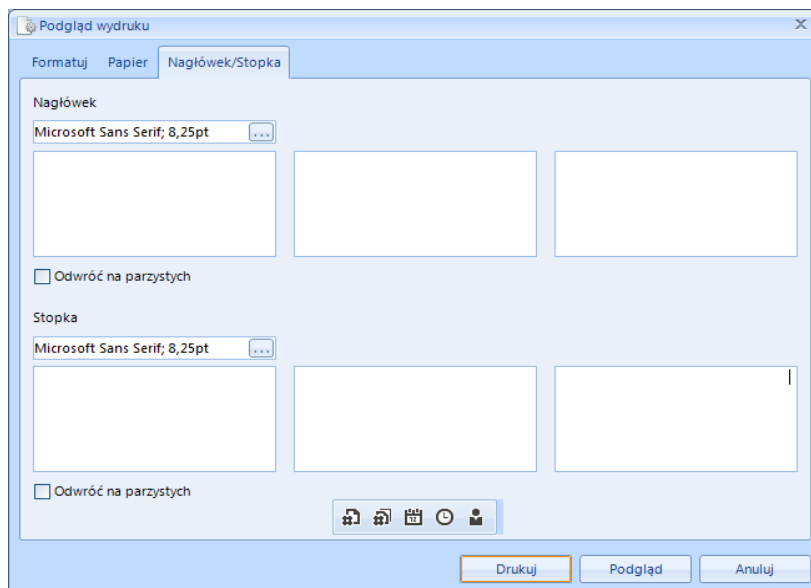 Podgląd wydruku
Formatuj Papier Nagłówek/Stopka
Nagłówek
Microsoft Sans Serif; 8,25pt ...
Odwróć na parzystych
Stopka
Microsoft Sans Serif; 8,25pt ...
Odwróć na parzystych
Drukuj Podgląd Anuluj